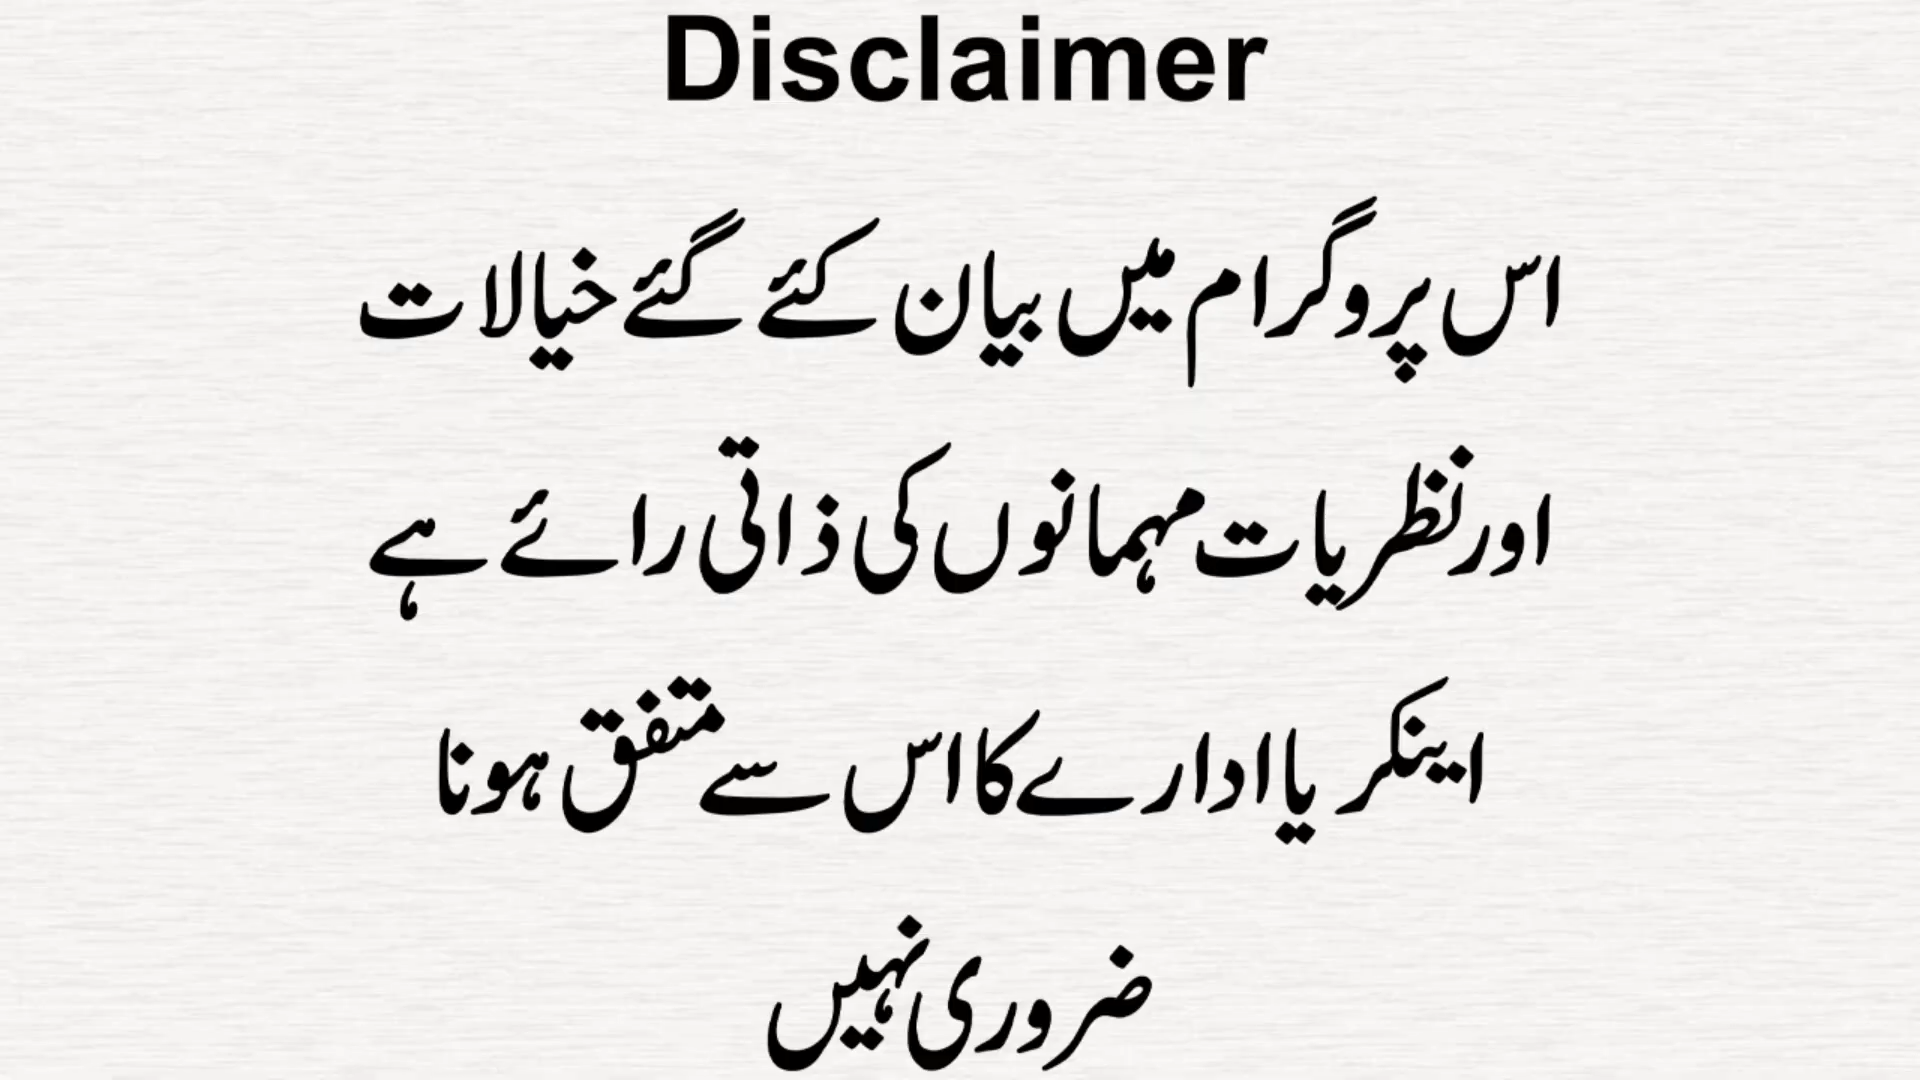 Disclaimer
اس پروگرام میں بیان کئے گئے خیالات
اور نظریات مہمانوں کی ذاتی رائے ہے
اینکر یا ادارے کا اس سے متفق ہونا
ضروری نہیں